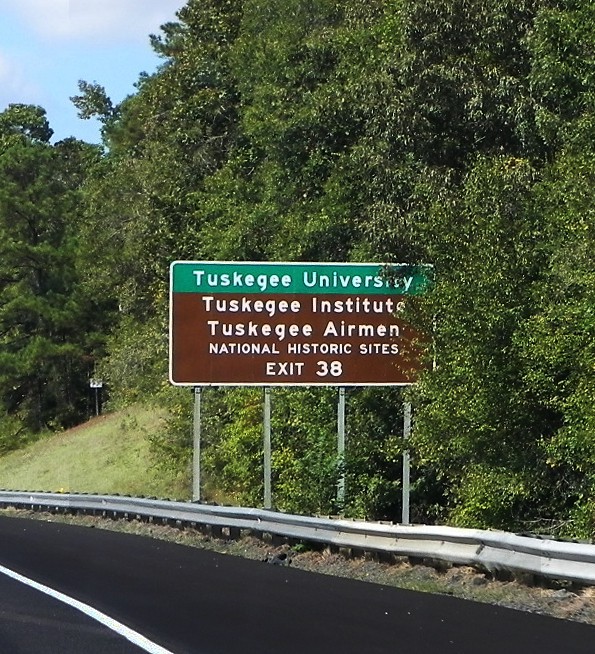 Tuskegee University
Tuskegee Institute
Tuskegee Airmen
NATIONAL HISTORIC SITES
EXIT 38